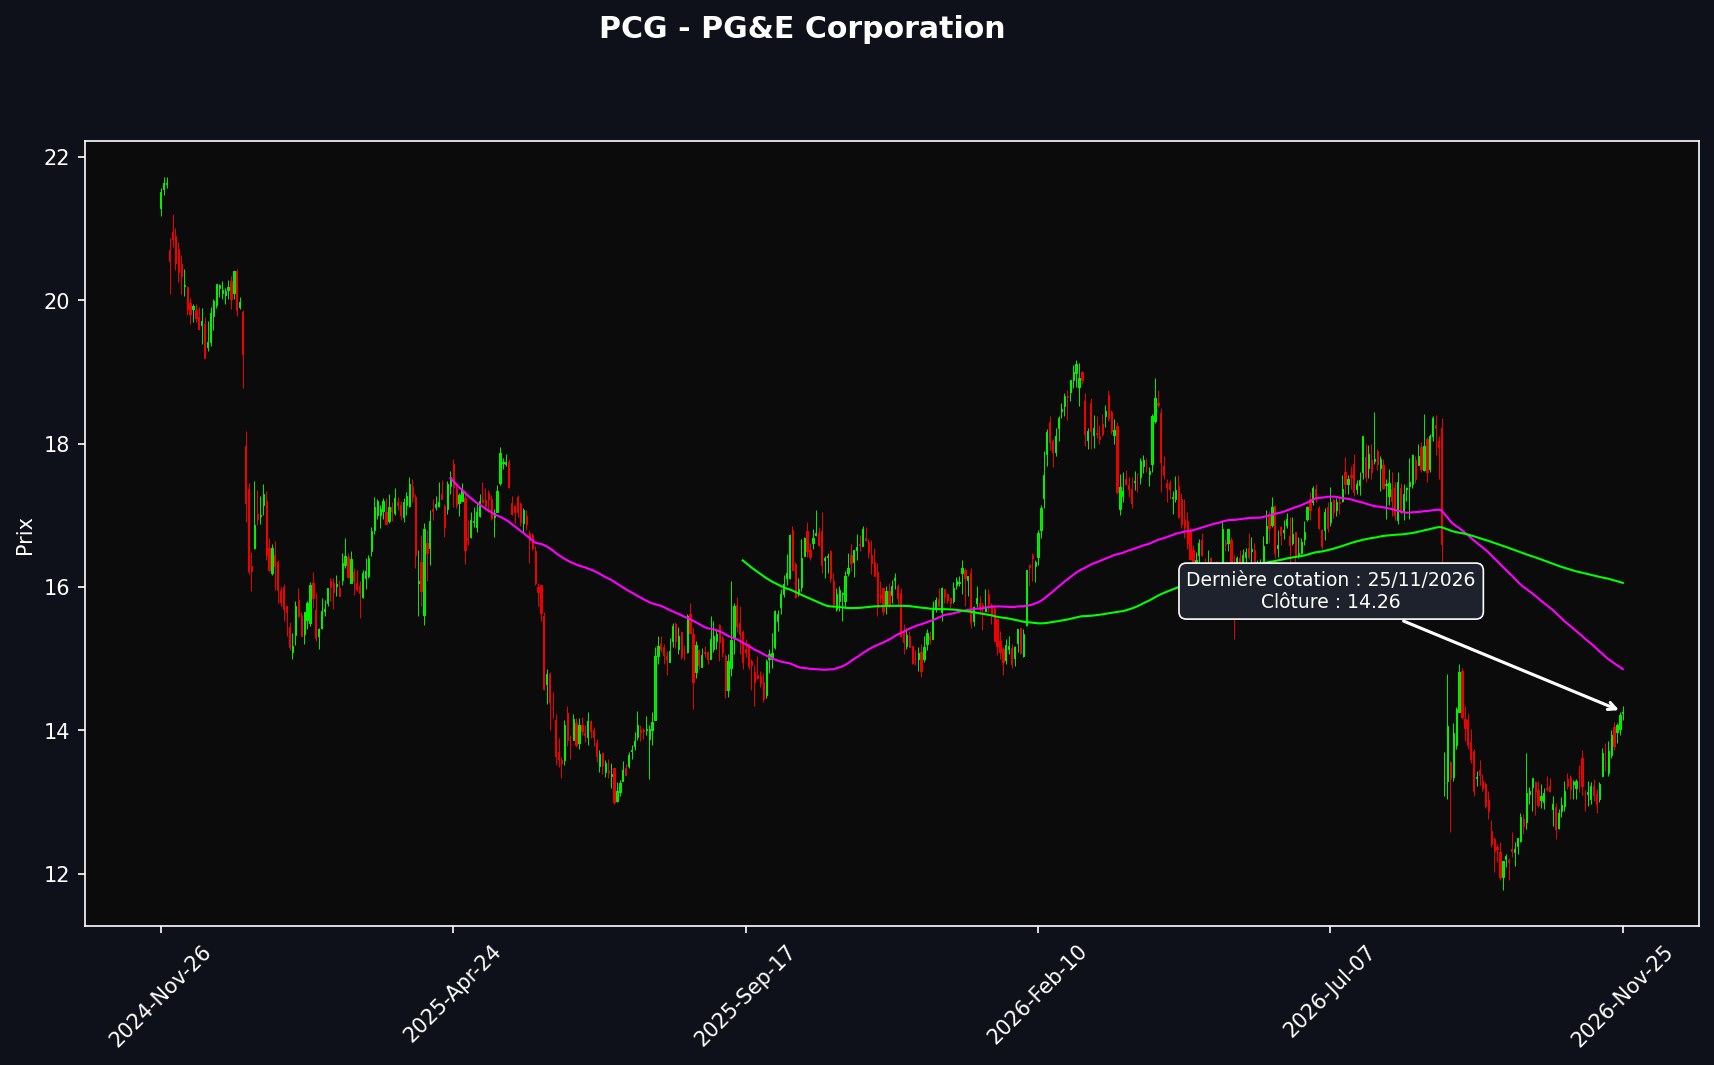 PCG - PG&E Corporation
Prix
22
20
18
16
14
12
Dernière cotation : 25/11/2026
Clôture : 14.26
2024-Nov-26
2025-Apr-24
2025-Sep-17
2026-Feb-10
2026-Jul-07
2026-Nov-25